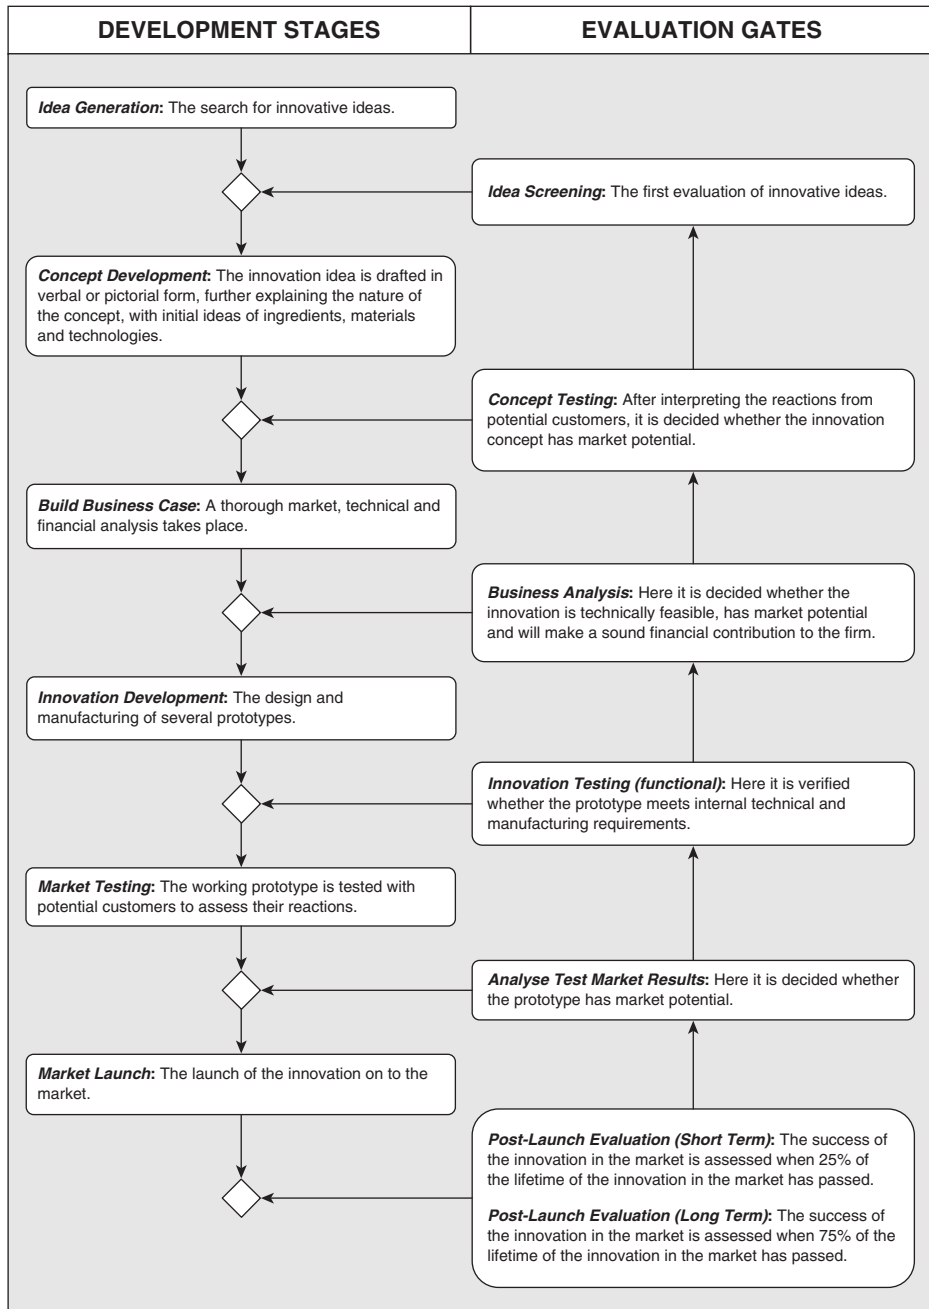 DEVELOPMENT STAGES
EVALUATION GATES
Idea Generation: The search for innovative ideas.
Idea Screening: The first evaluation of innovative ideas.
Concept Development: The innovation idea is drafted in
verbal or pictorial form, further explaining the nature of
the concept, with initial ideas of ingredients, materials
and technologies.
Concept Testing: After interpreting the reactions from
potential customers, it is decided whether the innovation
concept has market potential.
Build Business Case: A thorough market, technical and
financial analysis takes place.
Business Analysis: Here it is decided whether the
innovation is technically feasible, has market potential
and will make a sound financial contribution to the firm.
Innovation Development: The design and
manufacturing of several prototypes.
Innovation Testing (functional): Here it is verified
whether the prototype meets internal technical and
manufacturing requirements.
Market Testing: The working prototype is tested with
potential customers to assess their reactions.
Analyse Test Market Results: Here it is decided whether
the prototype has market potential.
Market Launch: The launch of the innovation on to the
market.
Post-Launch Evaluation (Short Term): The success of
the innovation in the market is assessed when 25% of
the lifetime of the innovation in the market has passed.
Post-Launch Evaluation (Long Term): The success of
the innovation in the market is assessed when 75% of the
lifetime of the innovation in the market has passed.